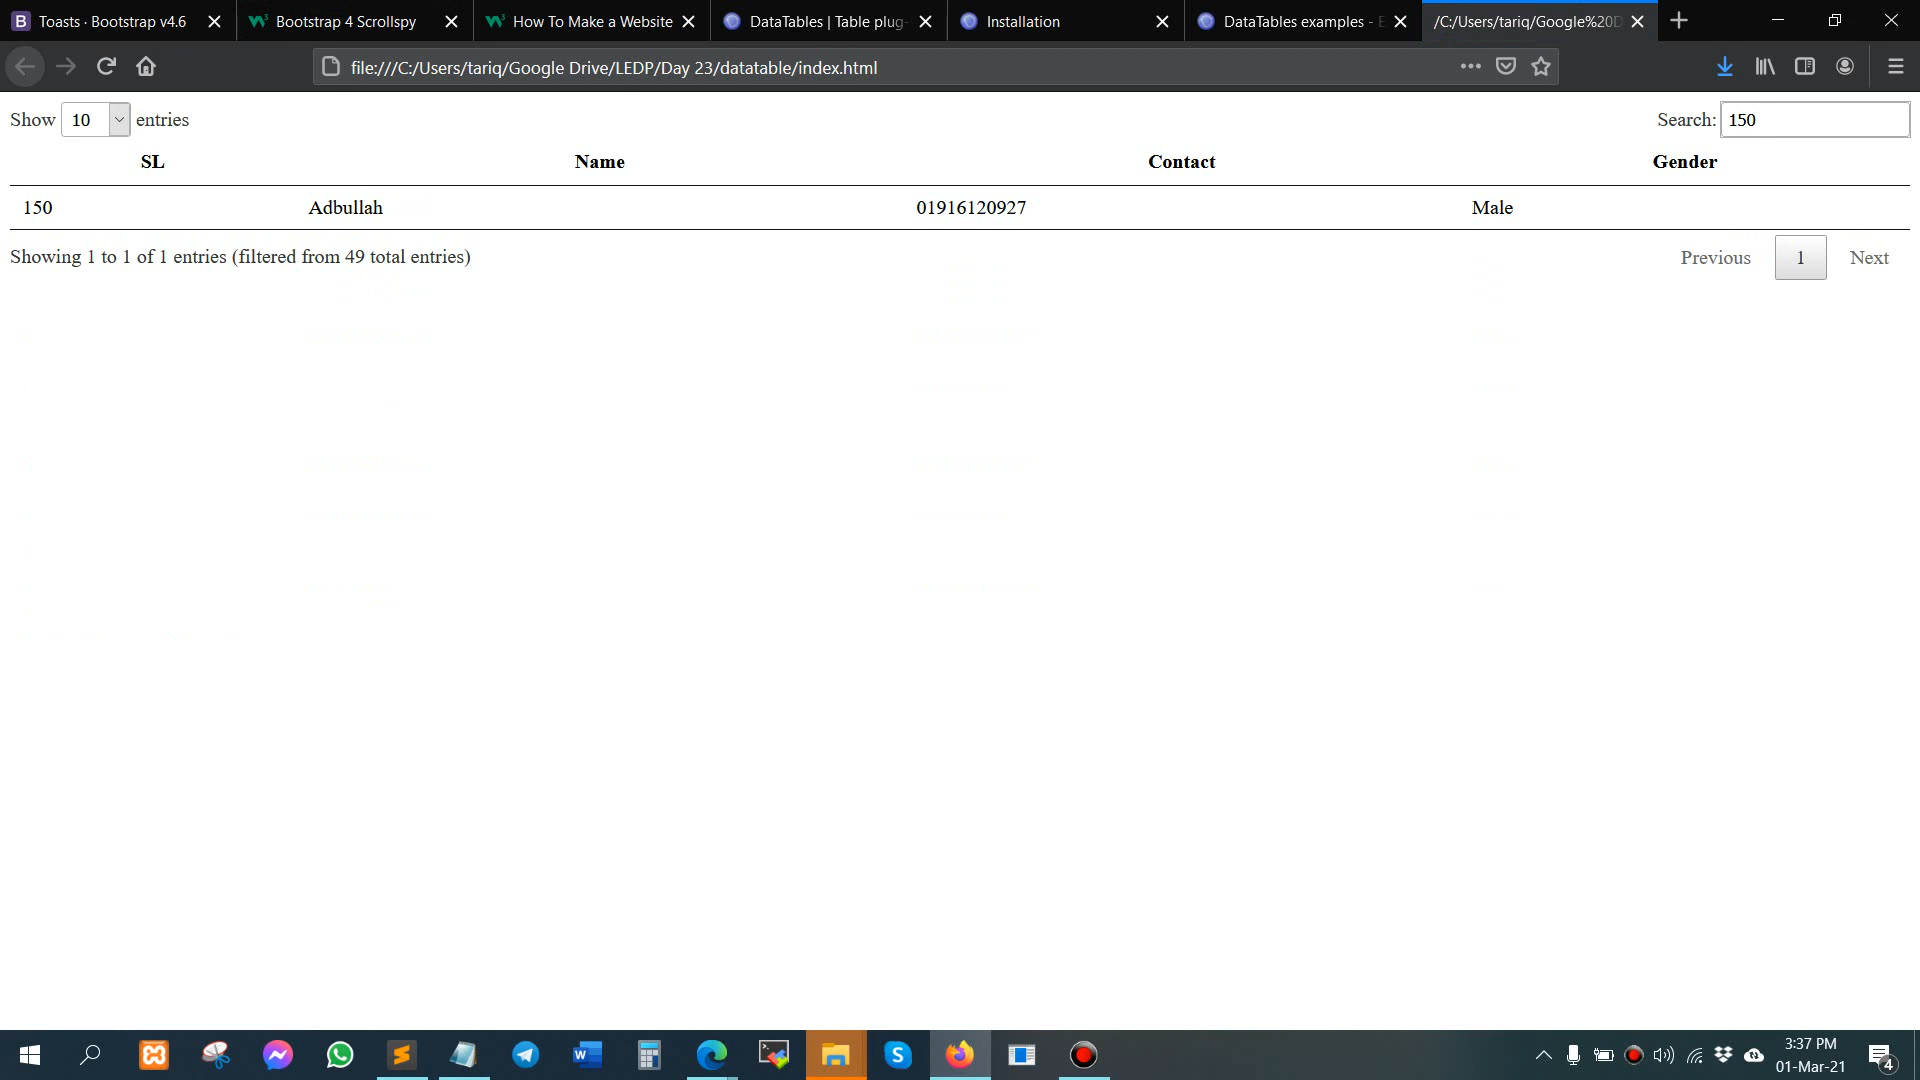 Toasts · Bootstrap v4.6
Bootstrap 4 Scrollspy
How To Make a Website
DataTables | Table plug-
Installation
DataTables examples - E
/C:/Users/tariq/Google%20D
file:///C:/Users/tariq/Google Drive/LEDP/Day 23/datatable/index.html
Show 10 entries
Search: 150
SL Name Contact Gender
150 Adbullah 01916120927 Male
Showing 1 to 1 of 1 entries (filtered from 49 total entries)
Previous 1 Next
3:37 PM
01-Mar-21
4